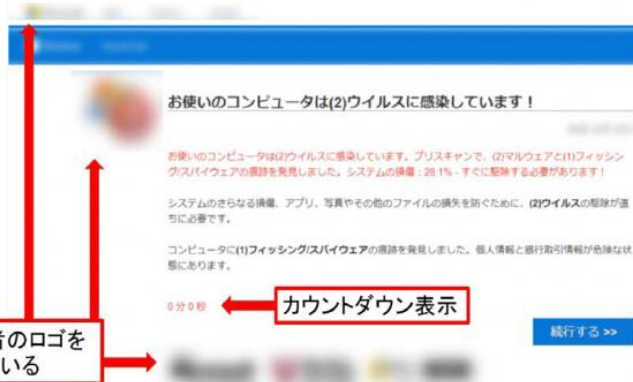 お使いのコンピュータは(2)ウイルスに感染しています！
お使いのコンピュータは(2)ウイルスに感染しています。プリスキャンで、(2)マルウェアと(1)フィッシン
グ/スパイウェアの痕跡を発見しました。システムの損傷：28.1% - すぐに駆除する必要があります！
システムのさらなる損傷、アプリ、写真やその他のファイルの損失を防ぐために、(2)ウイルスの駆除が直
ちに必要です。
コンピュータに(1)フィッシング/スパイウェアの痕跡を発見しました。個人情報と銀行取引情報が危険な状
態にあります。
0 分 0 秒
カウントダウン表示
続行する >>
者のロゴを
いる